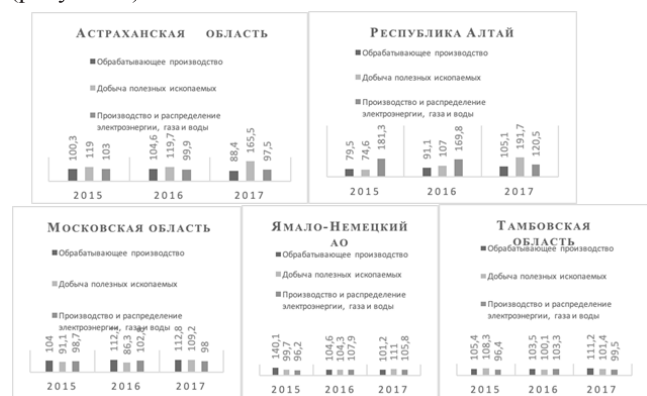 АСТРАХАНСКАЯ ОБЛАСТЬ
Обрабатывающее производство
Добыча полезных ископаемых
Производство и распределение
электроэнергии, газа и воды
100,3 119 103 104,6 119,7 99,9 88,4 165,5 97,5
2015 2016 2017
РЕСПУБЛИКА АЛТАЙ
Обрабатывающее производство
Добыча полезных ископаемых
Производство и распределение
электроэнергии, газа и воды
79,5 74,6 181,3 91,1 107 169,8 105,1 191,7 120,5
2015 2016 2017
МОСКОВСКАЯ ОБЛАСТЬ
Обрабатывающее производство
Добыча полезных ископаемых
Производство и распределение
электроэнергии, газа и воды
104 91,1 98,7 86,3 112,8 109,2 98
2015 2016 2017
ЯМАЛО-НЕМЕЦКИЙ
АО
Обрабатывающее производство
Добыча полезных ископаемых
Производство и распределение
электроэнергии, газа и воды
140,1 99,7 96,2 104,6 104,3 107,9 101,2 111 105,8
2015 2016 2017
ТАМБОВСКАЯ
ОБЛАСТЬ
Обрабатывающее производство
Добыча полезных ископаемых
Производство и распределение
электроэнергии, газа и воды
105,4 108,3 96,4 103,5 100,1 103,3 111,2 101,4 99,5
2015 2016 2017